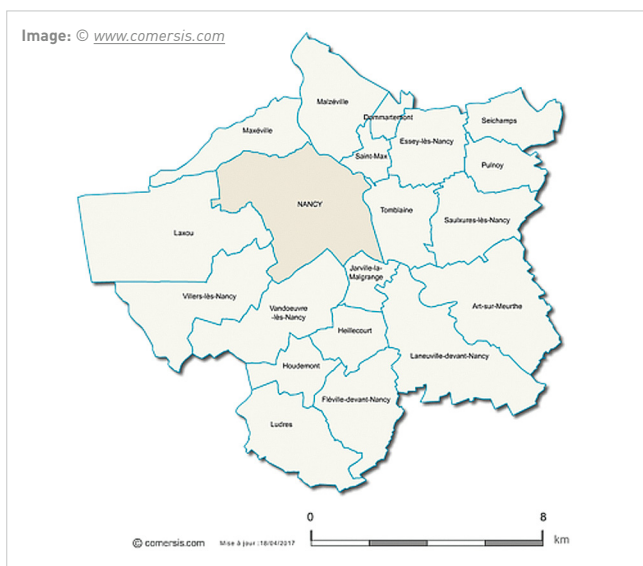 Image: © www.comersis.com
Malzéville
Dommartemont
Seichamps
Maxéville
Essey-lès-Nancy
Saint-Max
Pulnoy
NANCY
Tomblaine
Saulxures-lès-Nancy
Laxou
Jarville-la-
Malgrange
Villers-lès-Nancy
Art-sur-Meurthe
Vandoeuvre
-lès-Nancy
Heillecourt
Laneuville-devant-Nancy
Houdemont
Fléville-devant-Nancy
Ludres
0 8
km
© comersis.com Mise à jour :18/04/2017